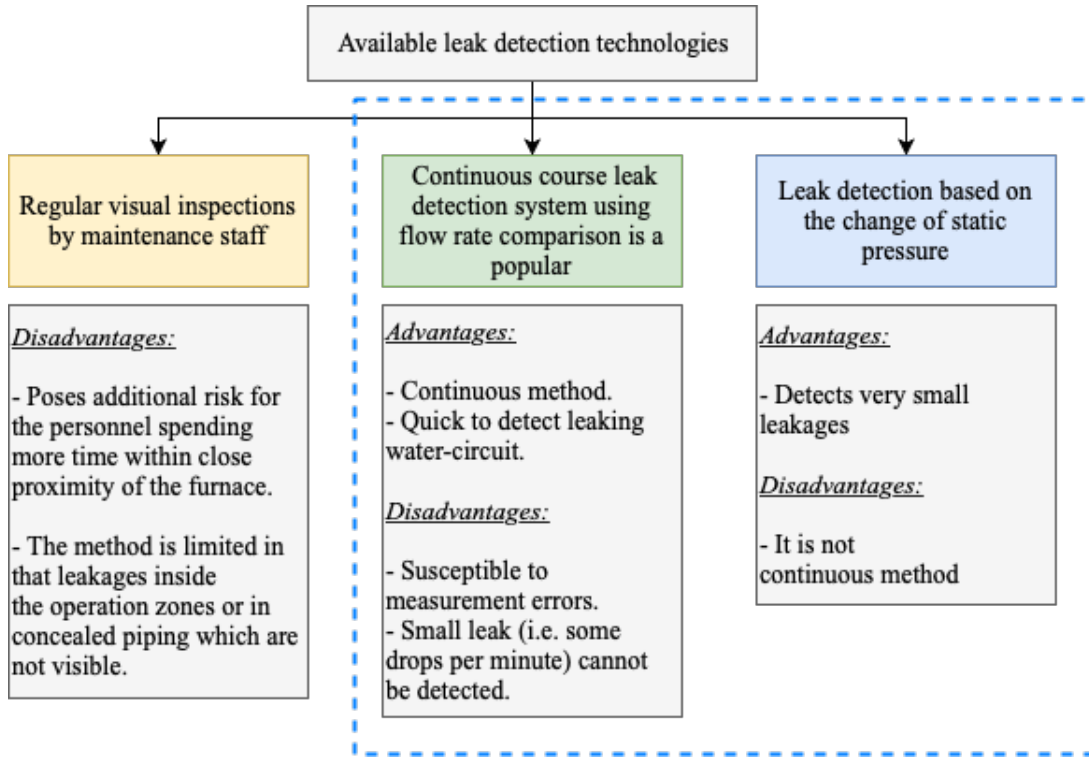 Available leak detection technologies
Regular visual inspections
by maintenance staff
Disadvantages:
- Poses additional risk for
the personnel spending
more time within close
proximity of the furnace.
- The method is limited in
that leakages inside
the operation zones or in
concealed piping which are
not visible.
Continuous course leak
detection system using
flow rate comparison is a
popular
Advantages:
- Continuous method.
- Quick to detect leaking
water-circuit.
Disadvantages:
- Susceptible to
measurement errors.
- Small leak (i.e. some
drops per minute) cannot
be detected.
Leak detection based on
the change of static
pressure
Advantages:
- Detects very small
leakages
Disadvantages:
- It is not
continuous method